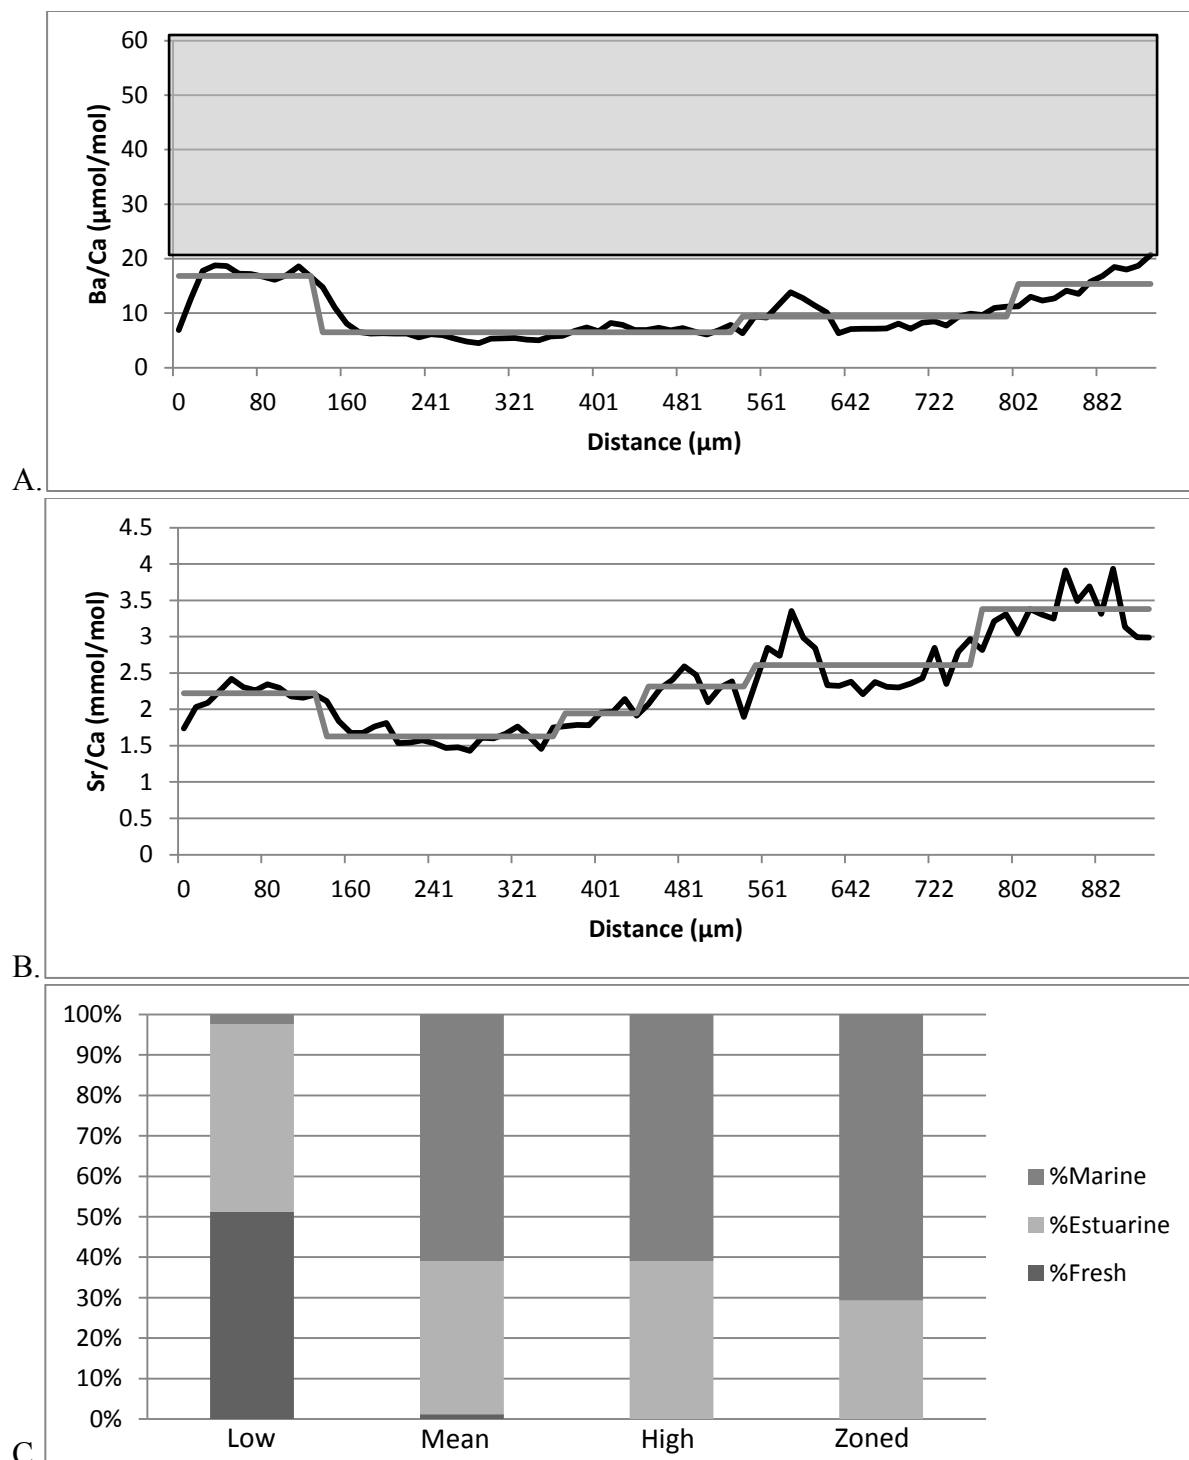 60
50
40
30
20
10
0
Ba/Ca (µmol/mol)
0 80 160 241 321 401 481 561 642 722 802 882
Distance (µm)
A.
4.5
4
3.5
3
2.5
2
1.5
1
0.5
0
Sr/Ca (mmol/mol)
0 80 160 241 321 401 481 561 642 722 802 882
Distance (µm)
B.
100%
90%
80%
70%
60%
50%
40%
30%
20%
10%
0%
Low Mean High Zoned
%Marine
%Estuarine
%Fresh
C